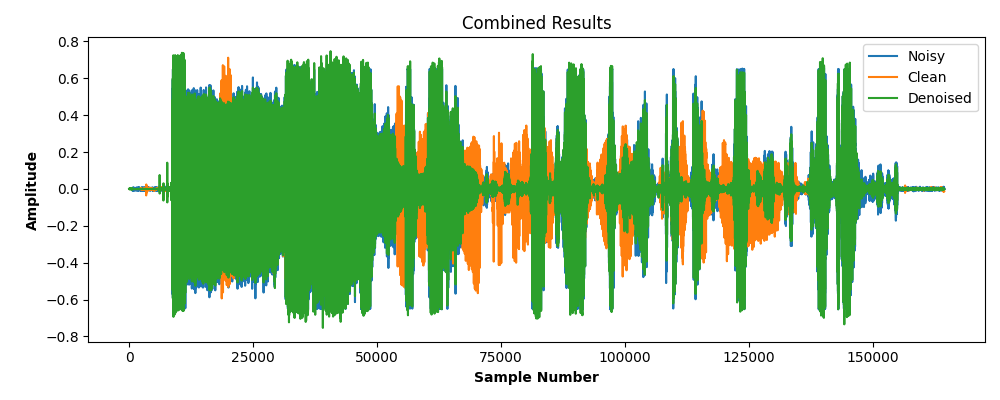 Combined Results
Noisy
Clean
Denoised
Amplitude
0.8
0.6
0.4
0.2
0.0
−0.2
−0.4
−0.6
−0.8
0 25000 50000 75000 100000 125000 150000
Sample Number